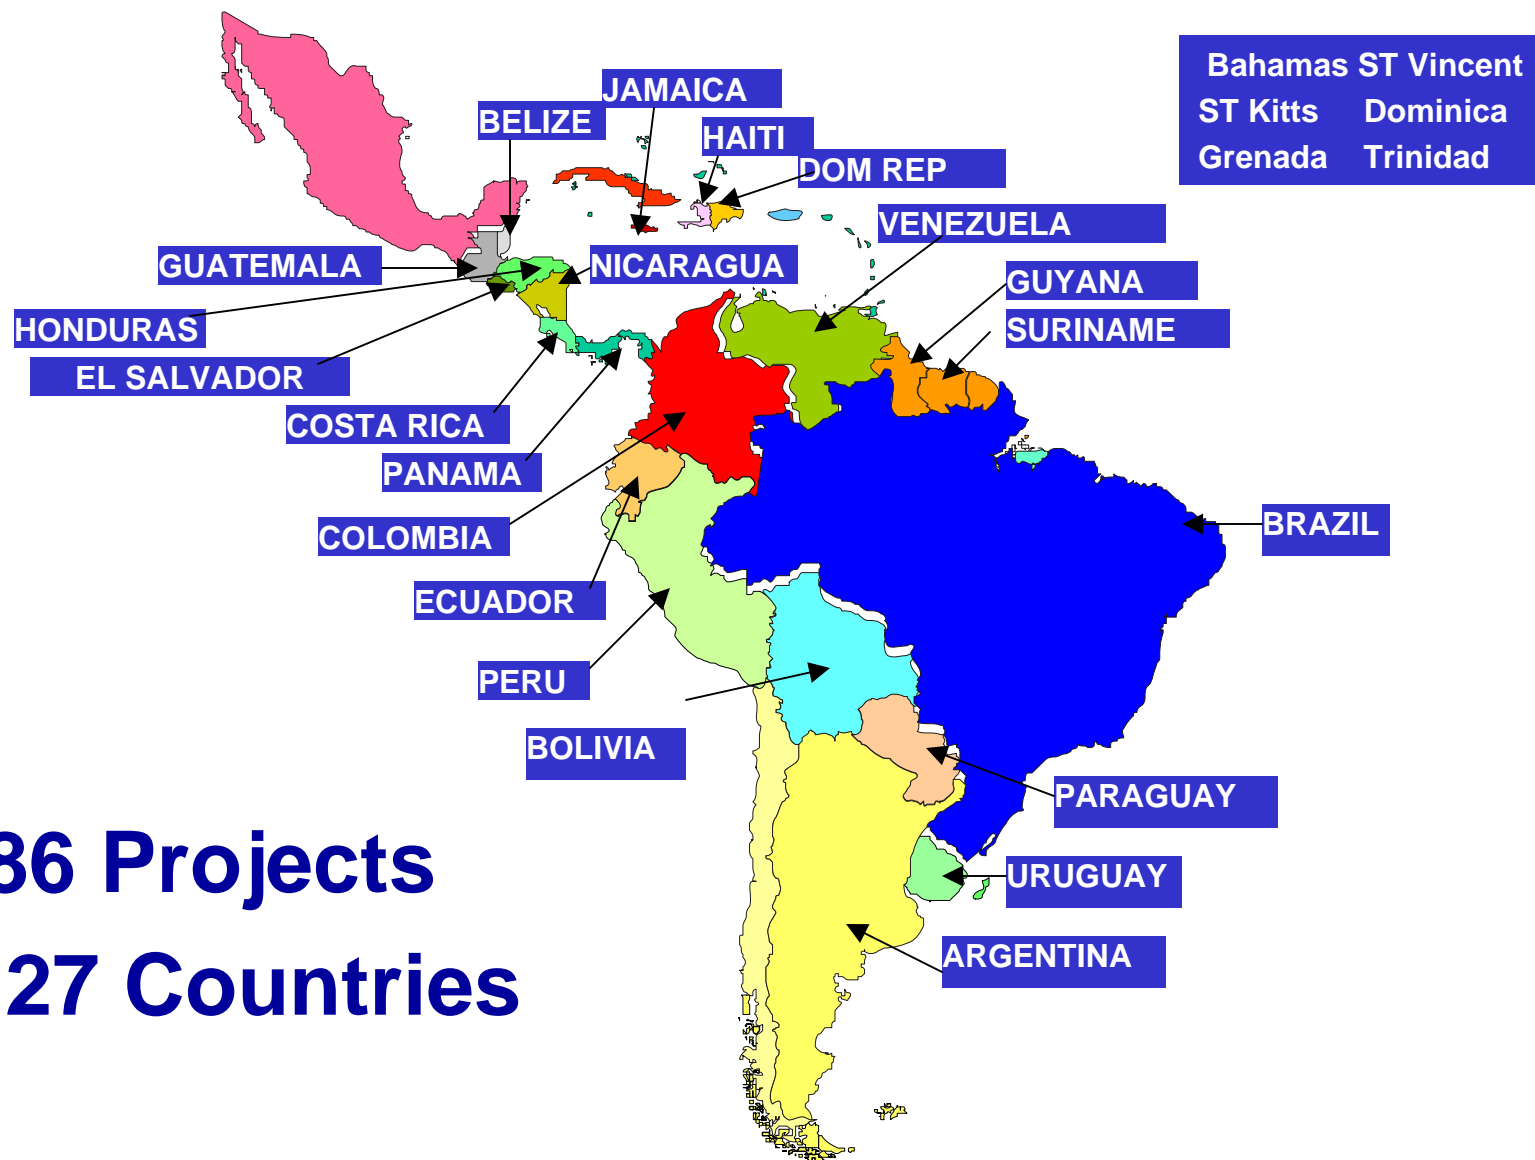 Bahamas ST Vincent
ST Kitts Dominica
Grenada Trinidad
JAMAICA
BELIZE
HAITI
DOM REP
VENEZUELA
GUATEMALA
NICARAGUA
GUYANA
HONDURAS
SURINAME
EL SALVADOR
COSTA RICA
PANAMA
COLOMBIA
BRAZIL
ECUADOR
PERU
BOLIVIA
PARAGUAY
86 Projects
URUGUAY
ARGENTINA
27 Countries